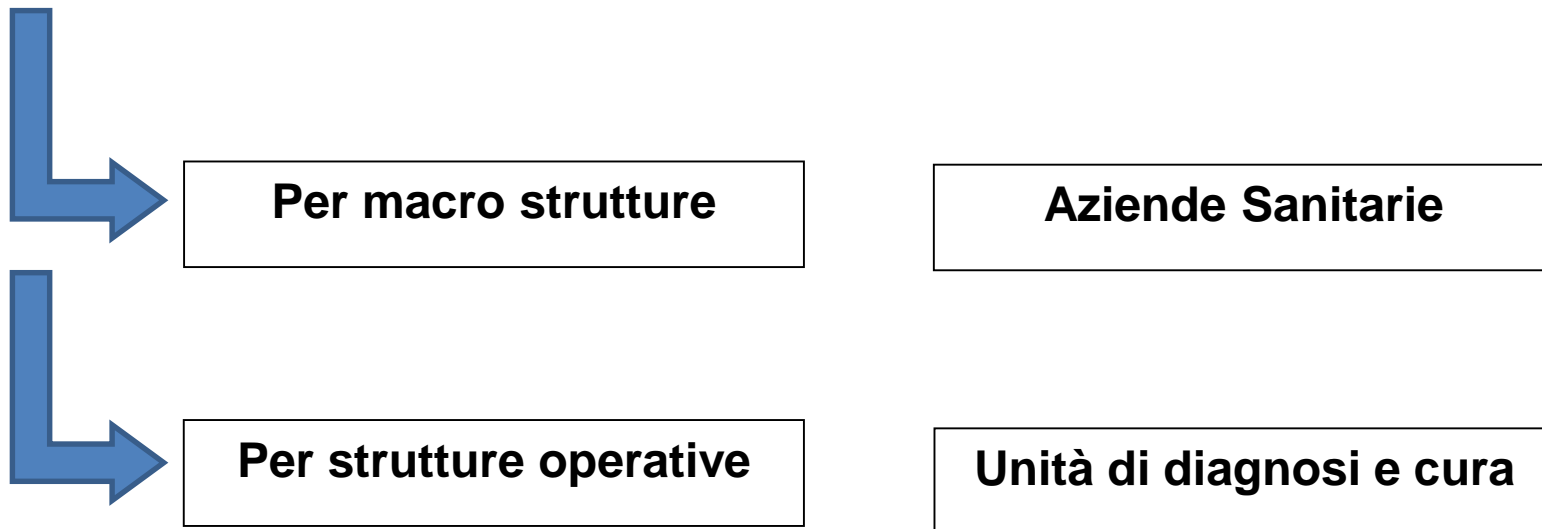 Per macro strutture
Aziende Sanitarie
Per strutture operative
Unità di diagnosi e cura